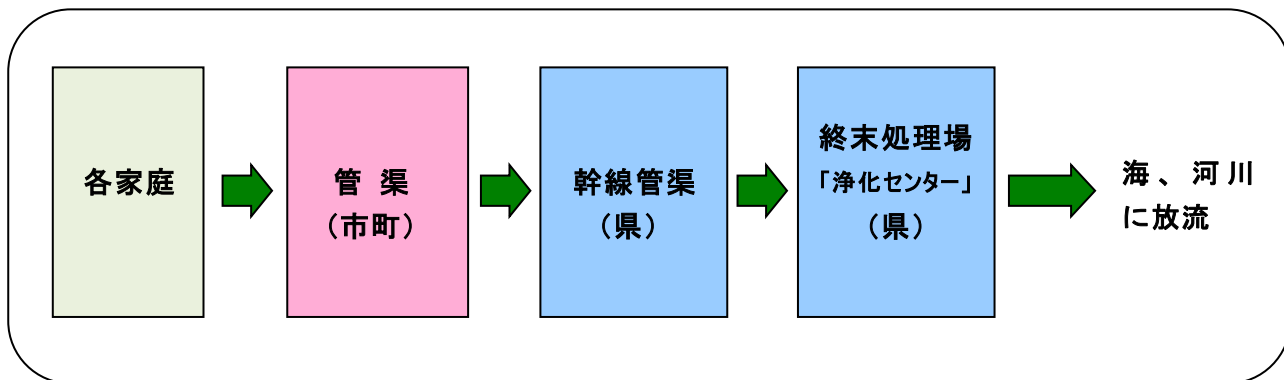 各家庭
管 渠
（市町）
幹線管渠
（県）
終末処理場
「浄化センター」
（県）
海、河川
に放流